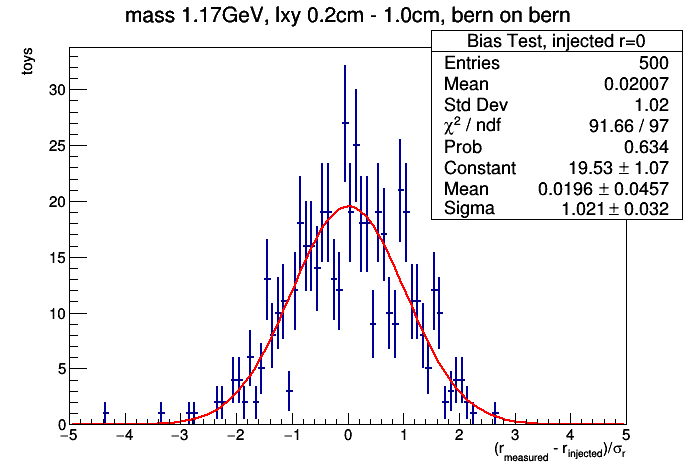 mass 1.17GeV, lxy 0.2cm - 1.0cm, bern on bern
Bias Test, injected r=0
Entries 500
Mean 0.02007
Std Dev 1.02
χ² / ndf 91.66 / 97
Prob 0.634
Constant 19.53 ± 1.07
Mean 0.0196 ± 0.0457
Sigma 1.021 ± 0.032
toys
30
25
20
15
10
5
0
−5 −4 −3 −2 −1 0 1 2 3 4 5
(r_measured - r_injected)/σ_r